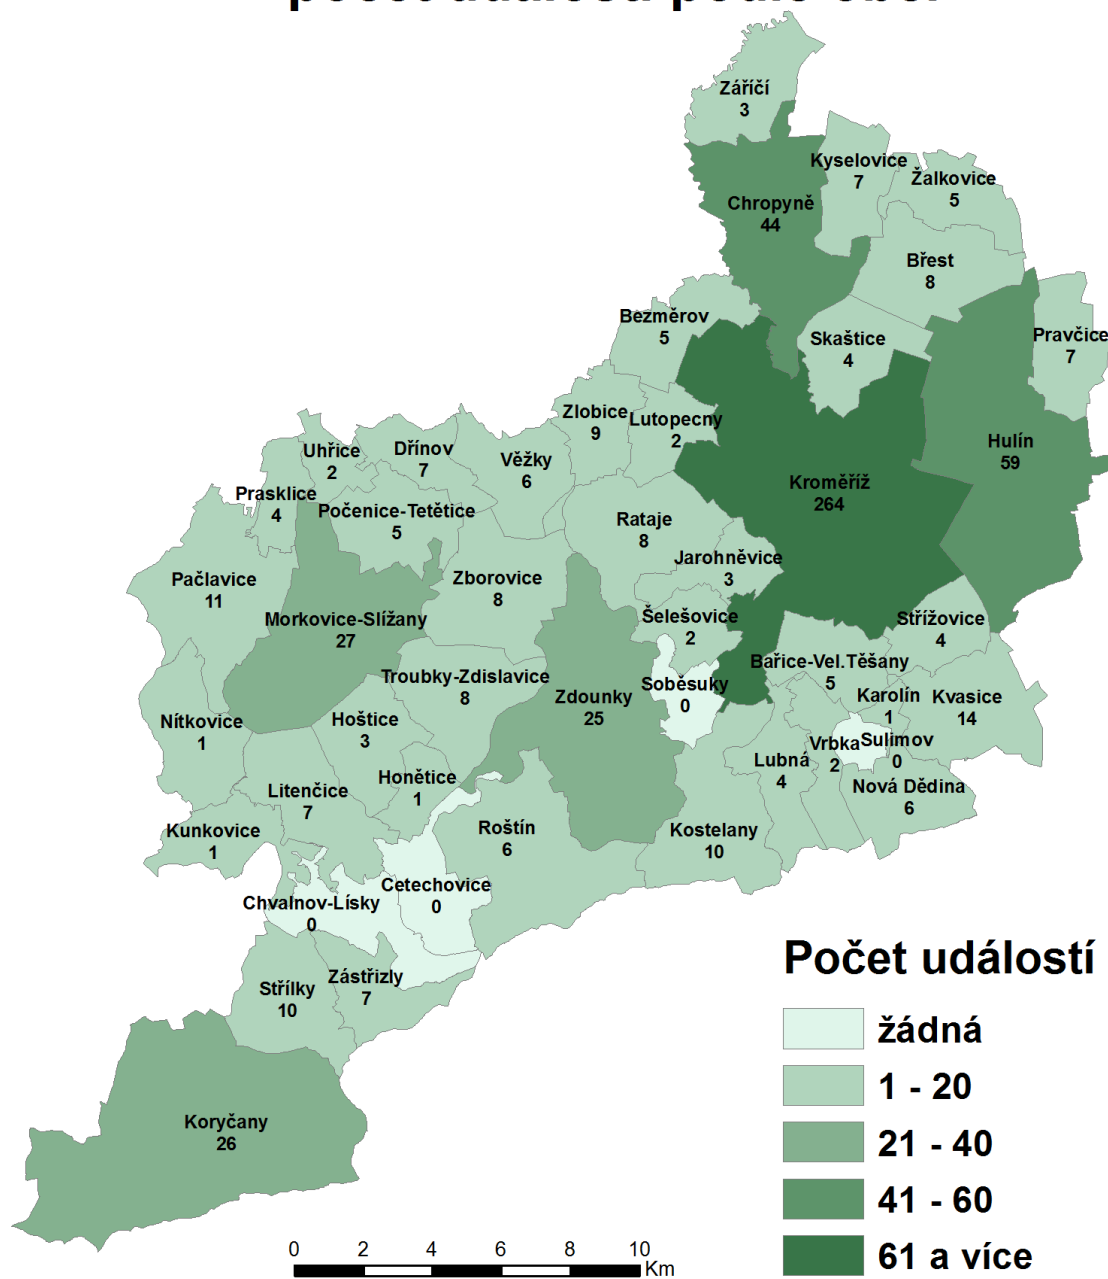 počet událostí podle obcí
Záříčí
3
Kyselovice
7
Žalkovice
5
Chropyně
44
Břest
8
Bezměrov
5
Skaštice
4
Pravčice
7
Zlobice
9
Lutopecny
2
Uhřice
2
Dřínov
7
Věžky
6
Hulín
59
Kroměříž
264
Prasklice
4
Počenice-Tetětice
5
Rataje
8
Jarohněvice
3
Pačlavice
11
Zborovice
8
Morkovice-Slížany
27
Šelešovice
2
Střížovice
4
Bařice-Vel.Těšany
5
Troubky-Zdislavice
8
Soběsuky
0
Zdounky
25
Karolín
1
Kvasice
14
Nítkovice
1
Hoštice
3
Vrbka
2
Sulimov
0
Lubná
4
Honětice
1
Litenčice
7
Nová Dědina
6
Kunkovice
1
Roštín
6
Kostelany
10
Cetechovice
0
Chvalnov-Lísky
0
Zástřizly
7
Střílky
10
Koryčany
26
Počet událostí
žádná
1 - 20
21 - 40
41 - 60
61 a více
0 2 4 6 8 10
Km